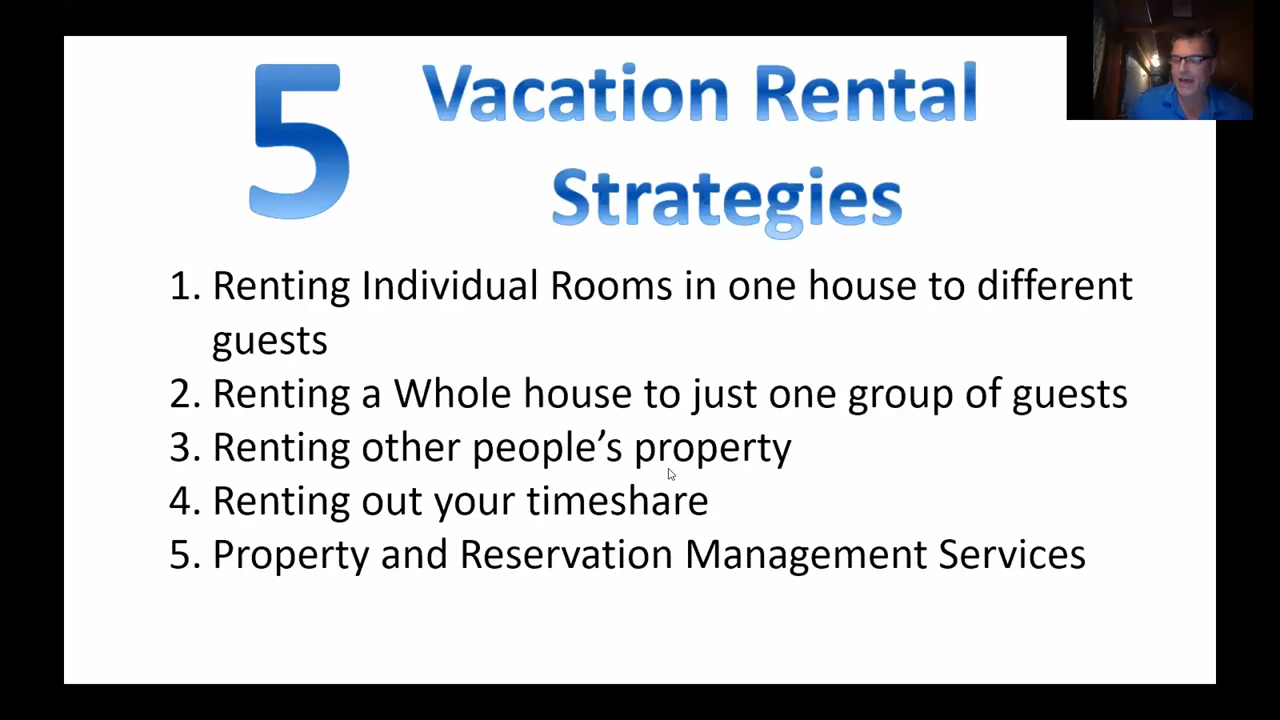 5 Vacation Rental
Strategies
1. Renting Individual Rooms in one house to different
guests
2. Renting a Whole house to just one group of guests
3. Renting other people’s property
4. Renting out your timeshare
5. Property and Reservation Management Services